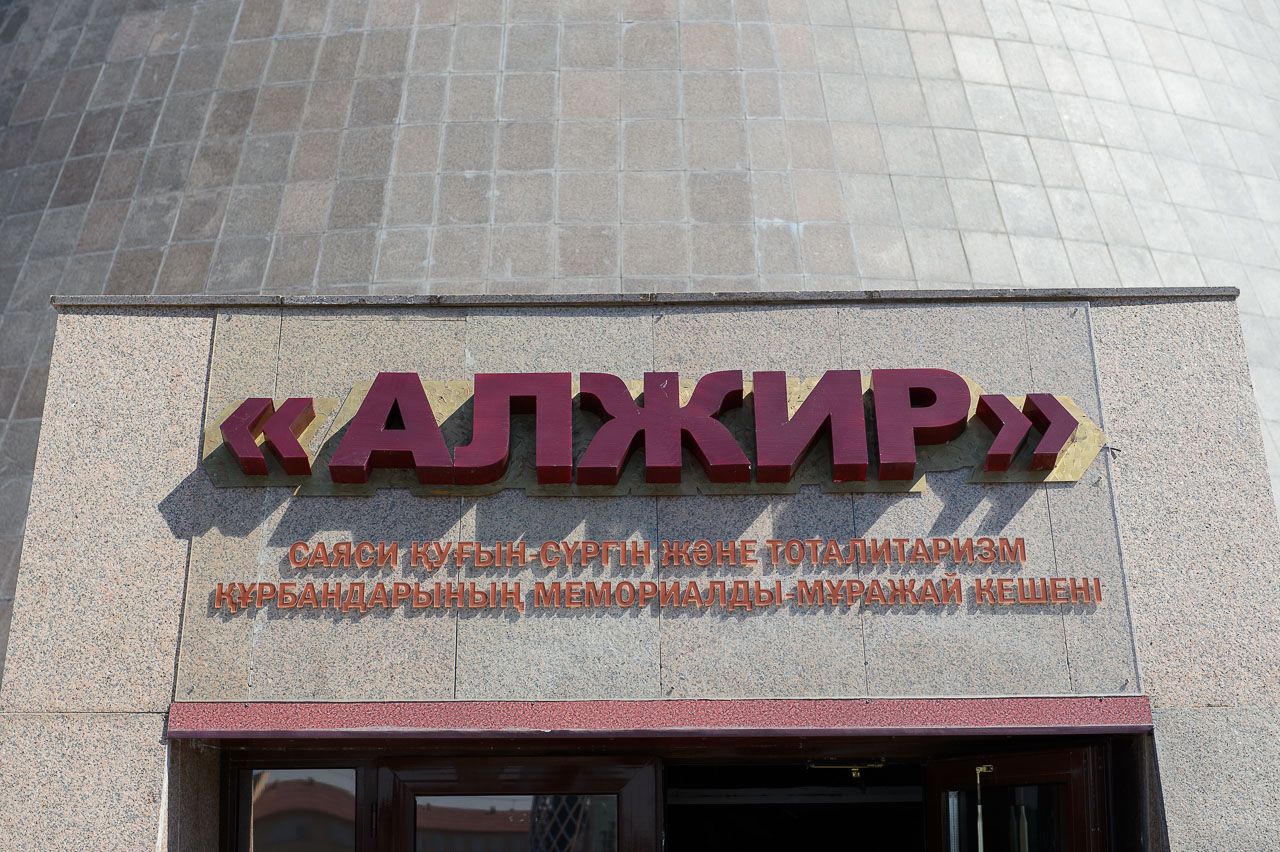 «АЛЖИР»
САЯСИ ҚУҒЫН-СҮРГІН ЖӘНЕ ТОТАЛИТАРИЗМ
ҚҰРБАНДАРЫНЫҢ МЕМОРИАЛДЫ-МҰРАЖАЙ КЕШЕНІ